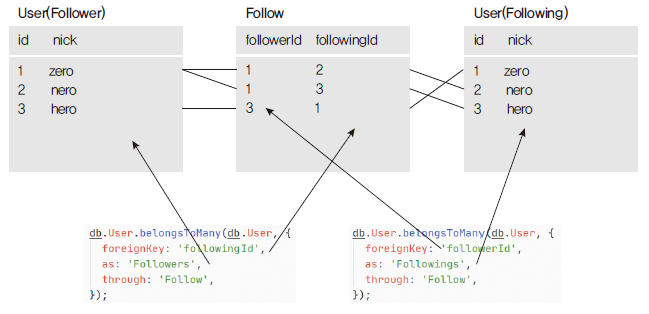 User(Follower) Follow User(Following)
id nick followerId followingId id nick
1 zero 1 2 1 zero
2 nero 1 3 2 nero
3 hero 3 1 3 hero
db.User.belongsToMany(db.User, {
foreignKey: 'followingId',
as: 'Followers',
through: 'Follow',
});
db.User.belongsToMany(db.User, {
foreignKey: 'followerId',
as: 'Followings',
through: 'Follow',
});